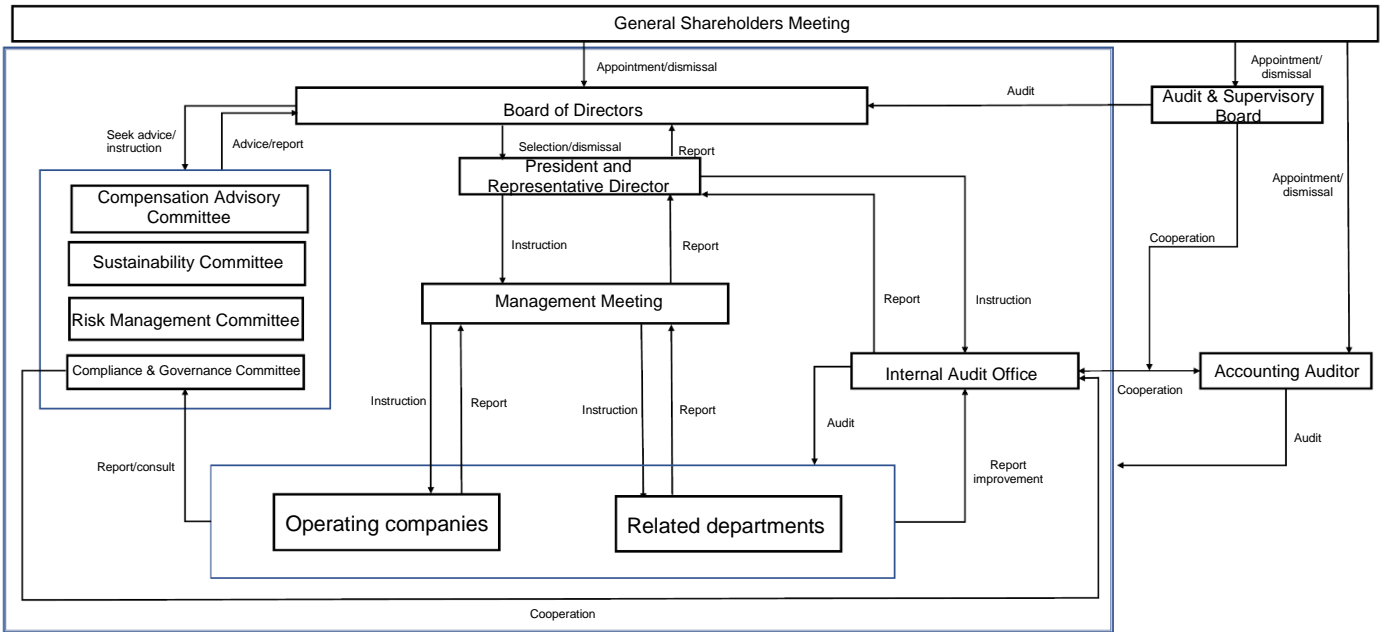 General Shareholders Meeting
Appointment/dismissal
Appointment/
dismissal
Board of Directors
Audit
Audit & Supervisory
Board
Seek advice/
instruction
Advice/report
Selection/dismissal
Report
President and
Representative Director
Appointment/
dismissal
Compensation Advisory
Committee
Sustainability Committee
Risk Management Committee
Compliance & Governance Committee
Instruction
Report
Cooperation
Management Meeting
Report
Instruction
Internal Audit Office
Cooperation
Accounting Auditor
Instruction
Report
Instruction
Report
Audit
Audit
Report/consult
Report
improvement
Operating companies
Related departments
Cooperation